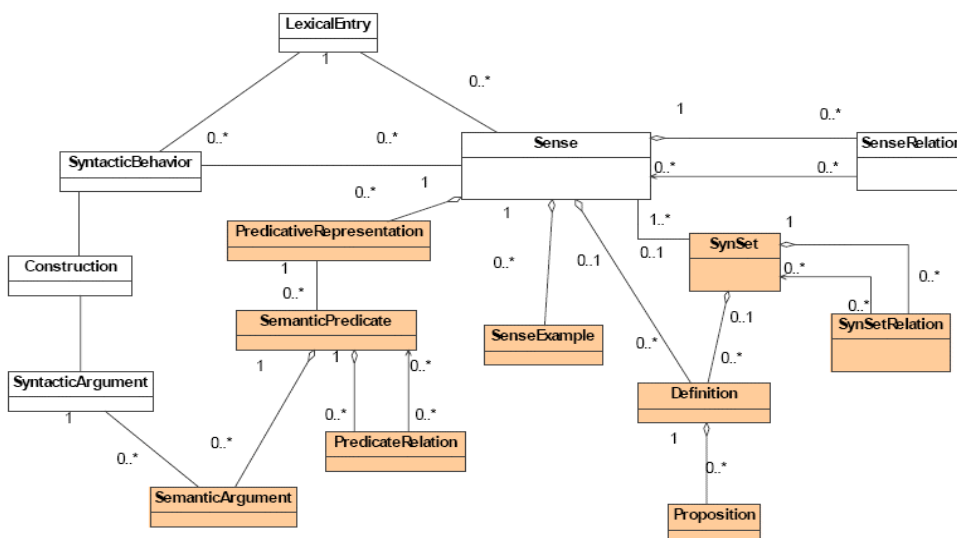 LexicalEntry
1
0..*
0..*
1
0..*
0..*
Sense
SenseRelation
SyntacticBehavior
0..*
0..*
1
0..*
1
1..*
1
PredicativeRepresentation
SynSet
0..*
0..1
0..1
Construction
1
0..*
0..*
0..*
SemanticPredicate
0..*
SynSetRelation
0..1
SenseExample
1
1
0..*
0..*
0..*
SyntacticArgument
Definition
1
0..*
0..*
1
0..*
PredicateRelation
0..*
0..*
SemanticArgument
Proposition